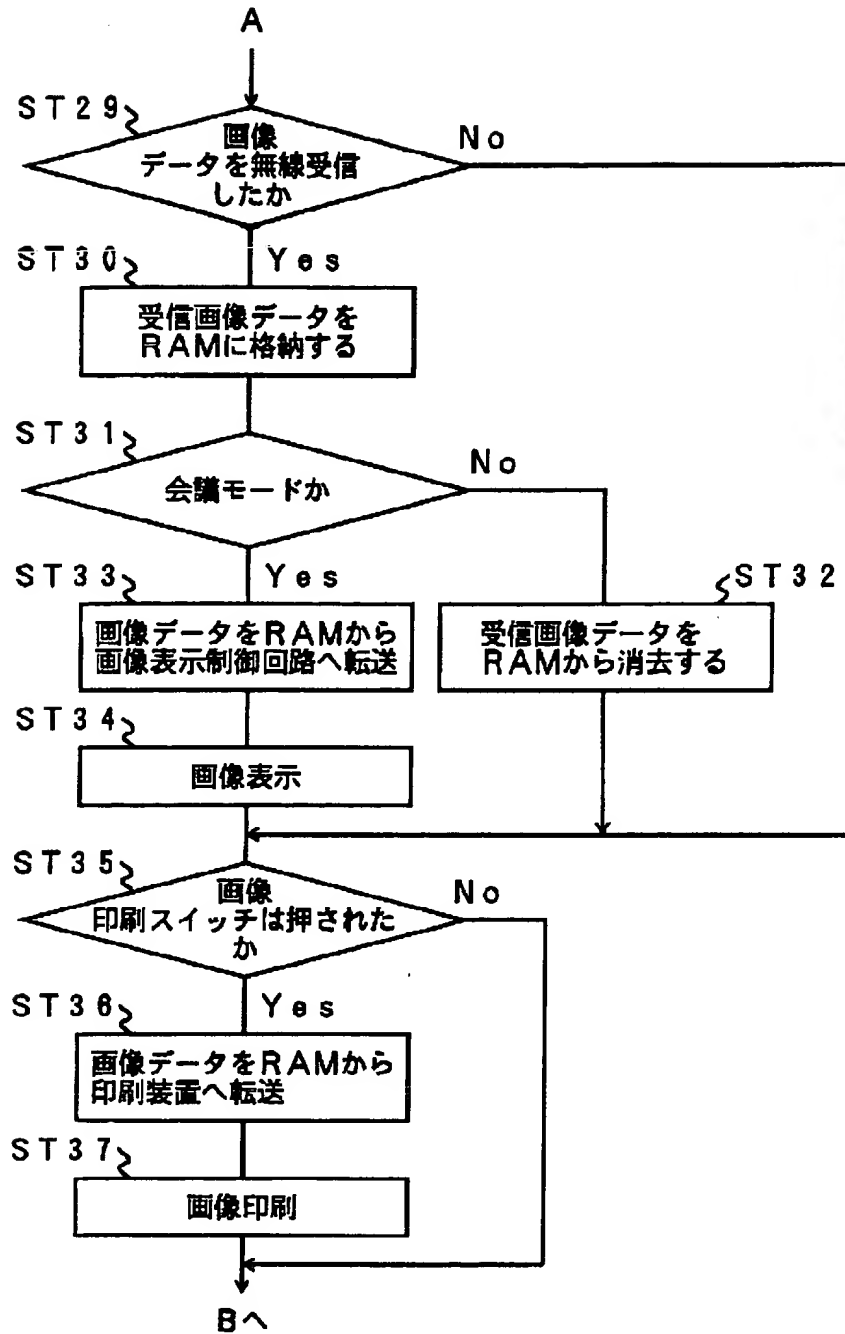 A
ST29
画像
データを無線受信
したか
No
ST30
Yes
受信画像データを
RAMに格納する
ST31
会議モードか
No
ST33
Yes
ST32
画像データをRAMから
画像表示制御回路へ転送
受信画像データを
RAMから消去する
ST34
画像表示
ST35
画像
印刷スイッチは押された
か
No
ST36
Yes
画像データをRAMから
印刷装置へ転送
ST37
画像印刷
Bへ